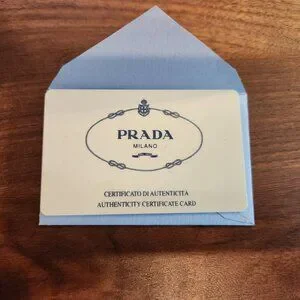 PRADA
MILANO
CERTIFICATO DI AUTENTICITA
AUTHENTICITY CERTIFICATE CARD